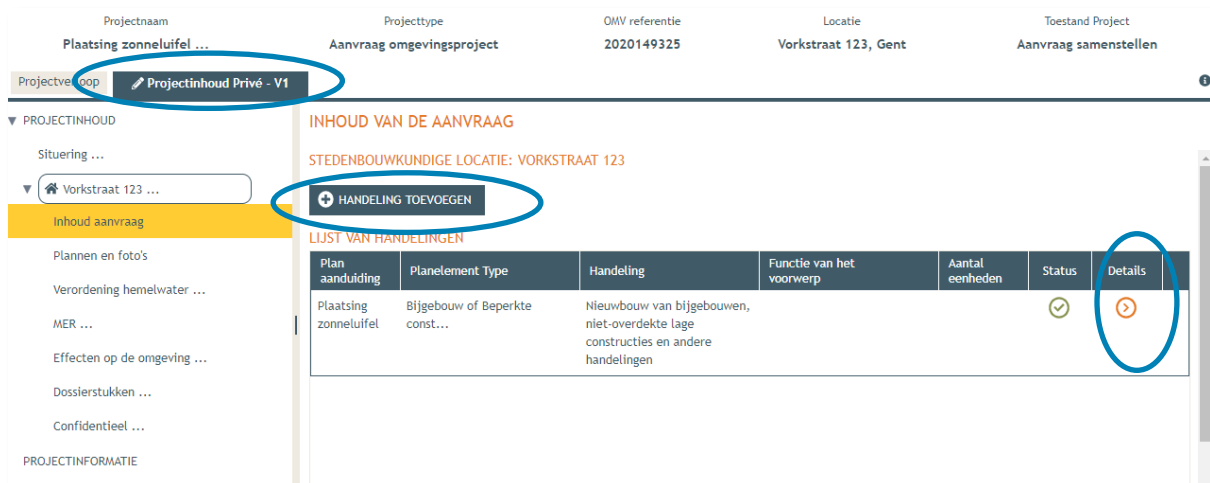 Projectnaam
Projecttype
OMV referentie
Locatie
Toestand Project
Plaatsing zonneluifel ...
Aanvraag omgevingsproject
2020149325
Vorkstraat 123, Gent
Aanvraag samenstellen
Projectverloop
Projectinhoud Privé - V1
PROJECTINHOUD
Situering ...
Vorkstraat 123 ...
Inhoud aanvraag
Plannen en foto's
Verordening hemelwater ...
MER ...
Effecten op de omgeving ...
Dossierstukken ...
Confidentieel ...
PROJECTINFORMATIE
INHOUD VAN DE AANVRAAG
STEDENBOUWKUNDIGE LOCATIE: VORKSTRAAT 123
HANDELING TOEVOEGEN
LIJST VAN HANDELINGEN
Plan
aanduiding
Planelement Type
Handeling
Functie van het
voorwerp
Aantal
eenheden
Status
Details
Plaatsing
zonneluifel
Bijgebouw of Beperkte
const...
Nieuwbouw van bijgebouwen,
niet-overdekte lage
constructies en andere
handelingen